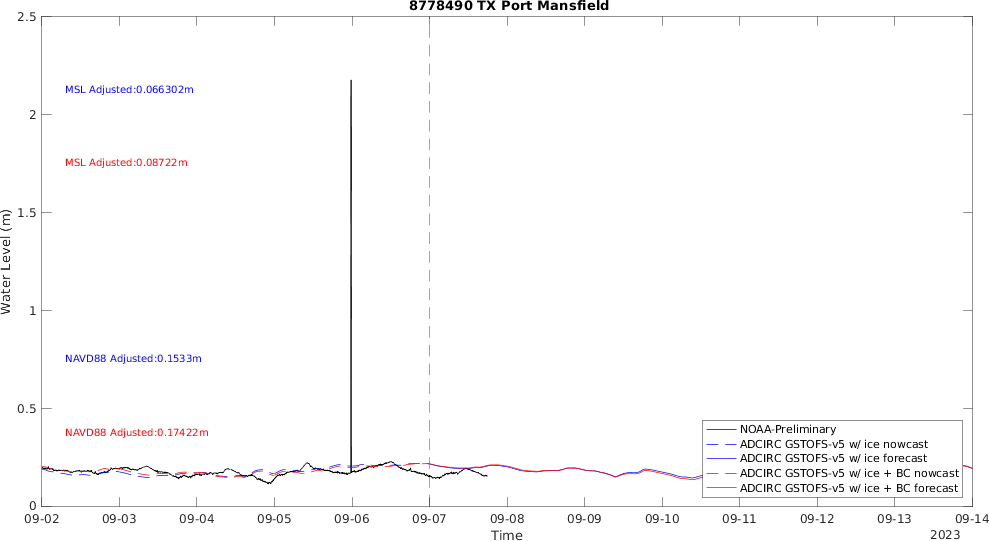 8778490 TX Port Mansfield
2.5
2
1.5
1
0.5
0
Water Level (m)
MSL Adjusted:0.066302m
MSL Adjusted:0.08722m
NAVD88 Adjusted:0.1533m
NAVD88 Adjusted:0.17422m
NOAA-Preliminary
ADCIRC GSTOFS-v5 w/ ice nowcast
ADCIRC GSTOFS-v5 w/ ice forecast
ADCIRC GSTOFS-v5 w/ ice + BC nowcast
ADCIRC GSTOFS-v5 w/ ice + BC forecast
09-02 09-03 09-04 09-05 09-06 09-07 09-08 09-09 09-10 09-11 09-12 09-13 09-14
Time
2023